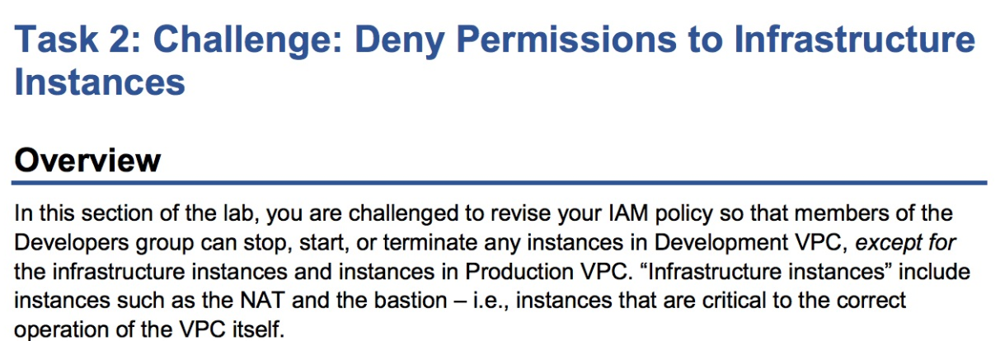 Task 2: Challenge: Deny Permissions to Infrastructure
Instances
Overview
In this section of the lab, you are challenged to revise your IAM policy so that members of the
Developers group can stop, start, or terminate any instances in Development VPC, except for
the infrastructure instances and instances in Production VPC. “Infrastructure instances” include
instances such as the NAT and the bastion – i.e., instances that are critical to the correct
operation of the VPC itself.